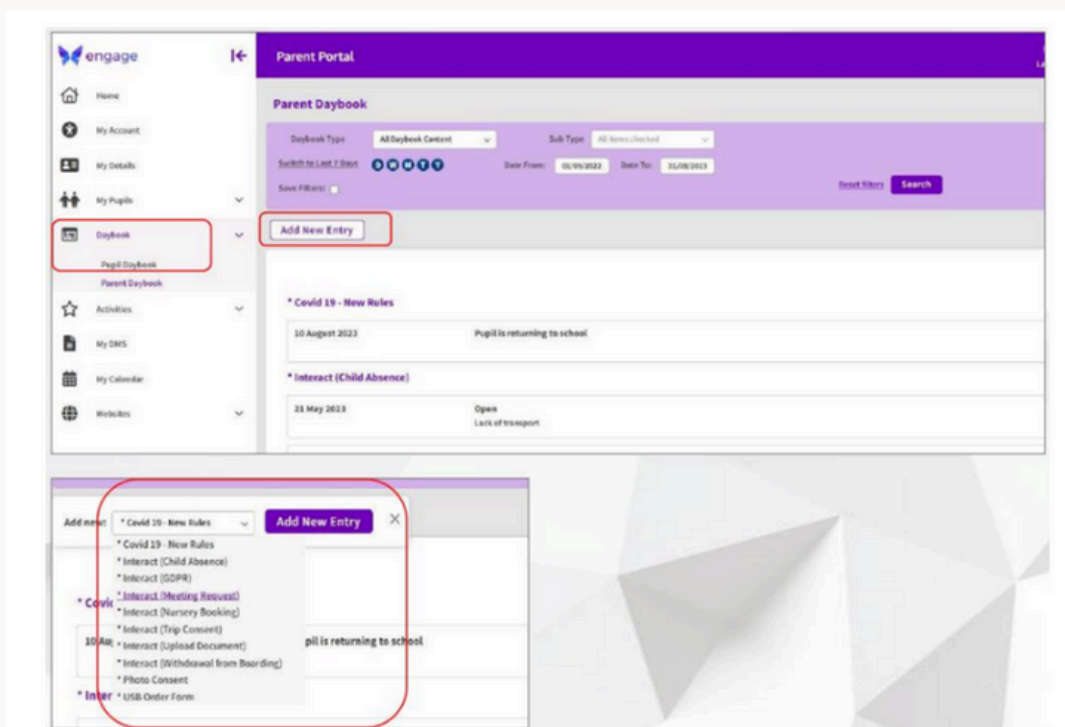 engage
Parent Portal
Home
My Account
My Details
My Pupils
Daybook
Pupil Daybook
Parent Daybook
Activities
My DMS
My Calendar
Websites
Parent Daybook
Daybook Type All Daybook Content Sub Type All items checked
Switch to Last 7 Days D W M T Y Date From: 01/09/2022 Date To: 31/08/2023
Save Filters:
Reset filters Search
Add New Entry
* Covid 19 - New Rules
10 August 2023 Pupil is returning to school
* Interact (Child Absence)
21 May 2023 Open
Lack of transport
Add new: * Covid 19 - New Rules Add New Entry ×
* Covid 19 - New Rules
* Interact (Child Absence)
* Interact (GDPR)
* Interact (Meeting Request)
* Interact (Nursery Booking)
* Interact (Trip Consent)
* Interact (Upload Document)
* Interact (Withdrawal from Boarding)
* Photo Consent
* USB Order Form
* Covi
10 Au pil is returning to school
* Inter